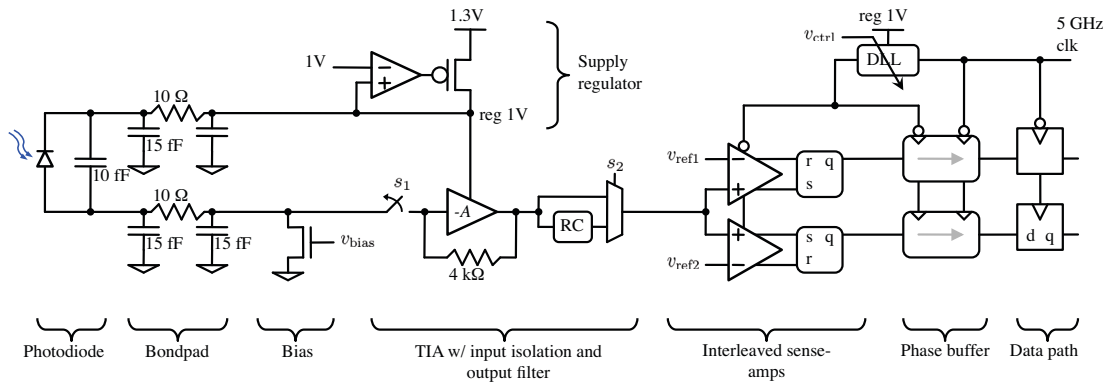 1.3V
reg 1V
5 GHz
clk
v_ctrl
DLL
1V
Supply
regulator
reg 1V
10 Ω
15 fF
10 fF
10 Ω
15 fF
15 fF
v_bias
s_1
-A
4 kΩ
s_2
RC
v_ref1
r q
s
s q
r
v_ref2
d q
Photodiode
Bondpad
Bias
TIA w/ input isolation and
output filter
Interleaved sense-
amps
Phase buffer
Data path